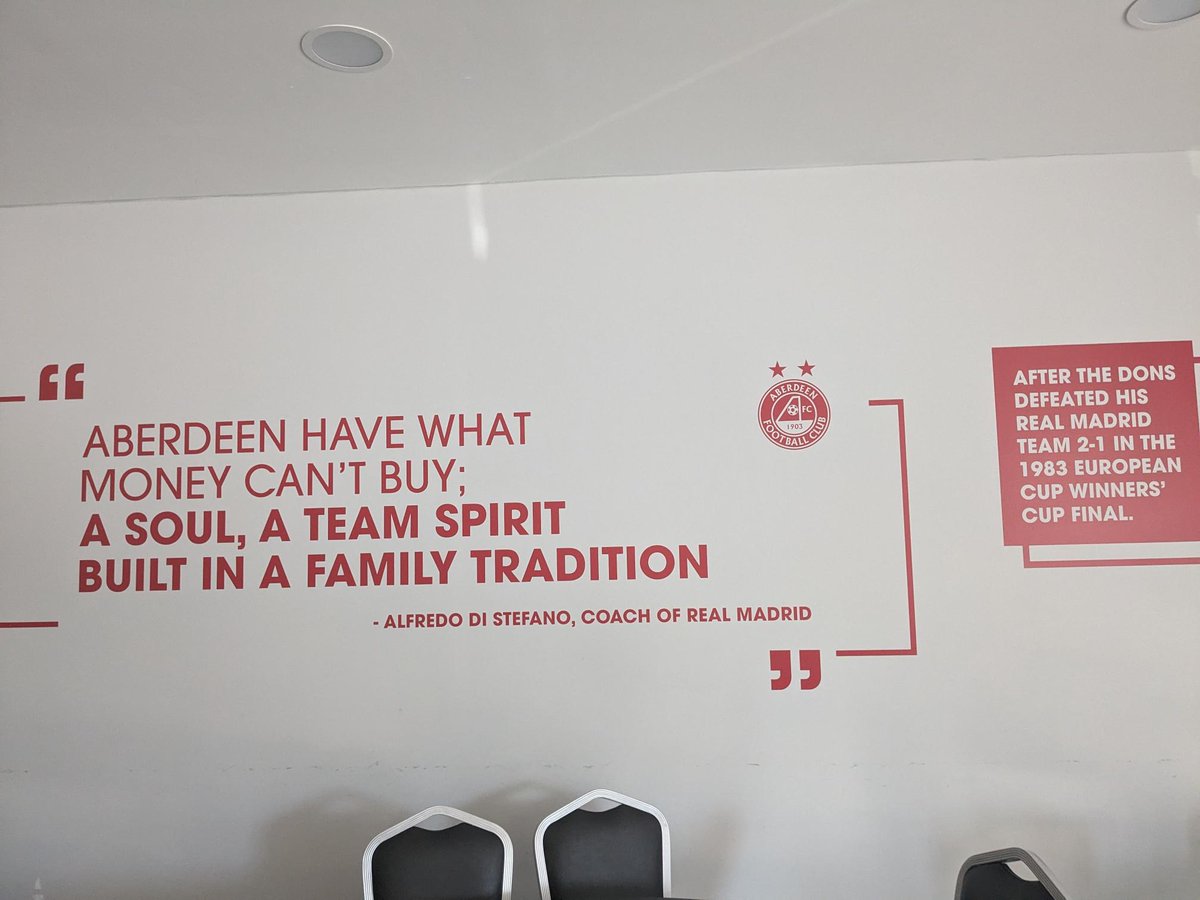 “
ABERDEEN HAVE WHAT
MONEY CAN'T BUY;
A SOUL, A TEAM SPIRIT
BUILT IN A FAMILY TRADITION
- ALFREDO DI STEFANO, COACH OF REAL MADRID
”
ABERDEEN
FC
1903
FOOTBALL CLUB
AFTER THE DONS
DEFEATED HIS
REAL MADRID
TEAM 2-1 IN THE
1983 EUROPEAN
CUP WINNERS'
CUP FINAL.